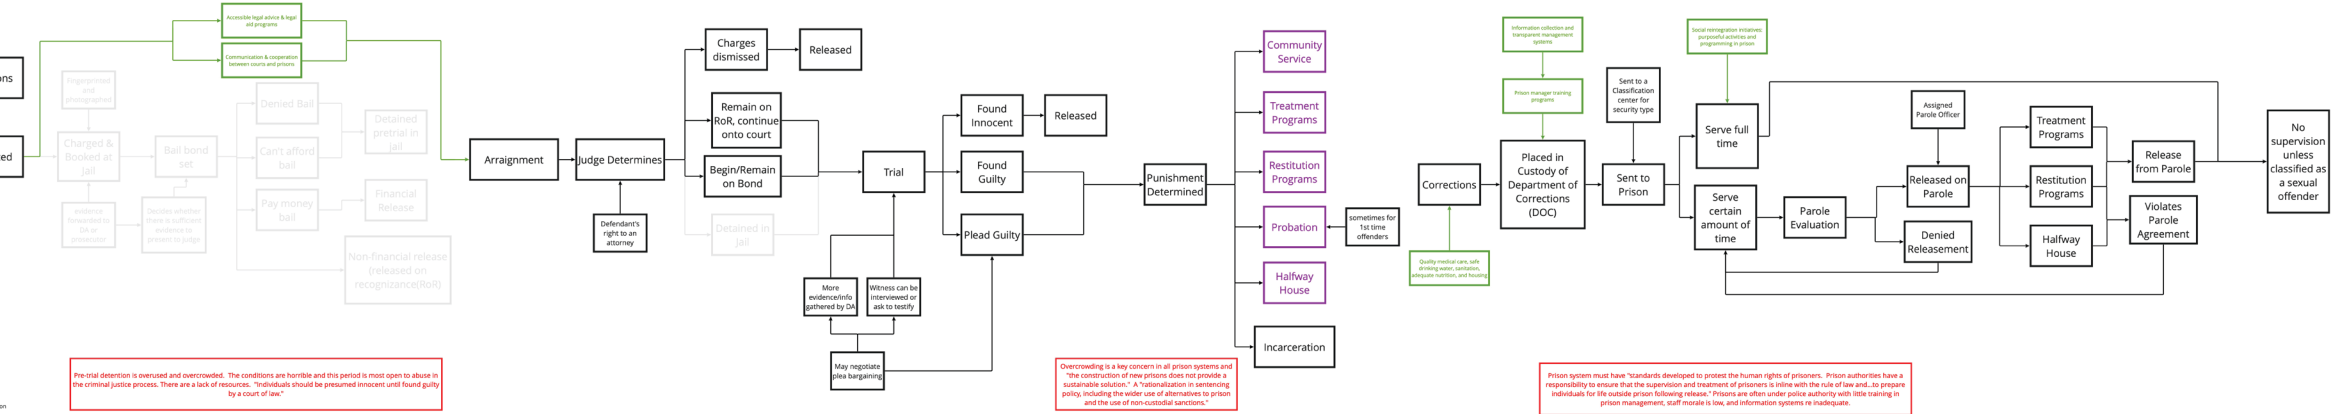 ons
ted
Accessible legal advice & legal
aid programs
Communication & cooperation
between courts and prisons
Fingerprinted
and
photographed
Charged &
Booked at
Jail
evidence
forwarded to
DA or
prosecutor
Bail bond
set
Decides whether
there is sufficient
evidence to
present to judge
Denied Bail
Can't afford
bail
Pay money
bail
Detained
pretrial in
jail
Financial
Release
Non-financial release
(released on
recognizance(RoR)
Pre-trial detention is overused and overcrowded.  The conditions are horrible and this period is most open to abuse in
the criminal justice process. There are a lack of resources.  "Individuals should be presumed innocent until found guilty
by a court of law."
on
Arraignment
Judge Determines
Defendant's
right to an
attorney
Charges
dismissed
Released
Remain on
RoR, continue
onto court
Begin/Remain
on Bond
Detained in
Jail
Trial
More
evidence/info
gathered by DA
Witness can be
interviewed or
ask to testify
May negotiate
plea bargaining
Found
Innocent
Released
Found
Guilty
Plead Guilty
Punishment
Determined
Overcrowding is a key concern in all prison systems and
"the construction of new prisons does not provide a
sustainable solution."  A "rationalization in sentencing
policy, including the wider use of alternatives to prison
and the use of non-custodial sanctions."
Community
Service
Treatment
Programs
Restitution
Programs
Probation
sometimes for
1st time
offenders
Halfway
House
Incarceration
Corrections
Quality medical care, safe
drinking water, sanitation,
adequate nutrition, and housing
Information collection and
transparent management
systems
Prison manager training
programs
Placed in
Custody of
Department of
Corrections
(DOC)
Sent to a
Classification
center for
security type
Sent to
Prison
Social reintegration initiatives:
purposeful activities and
programming in prison
Serve full
time
Serve
certain
amount of
time
Parole
Evaluation
Assigned
Parole Officer
Released on
Parole
Denied
Releasement
Treatment
Programs
Restitution
Programs
Halfway
House
Release
from Parole
Violates
Parole
Agreement
No
supervision
unless
classified as
a sexual
offender
Prison system must have "standards developed to protest the human rights of prisoners.  Prison authorities have a
responsibility to ensure that the supervision and treatment of prisoners is inline with the rule of law and...to prepare
individuals for life outside prison following release." Prisons are often under police authority with little training in
prison management, staff morale is low, and information systems re inadequate.